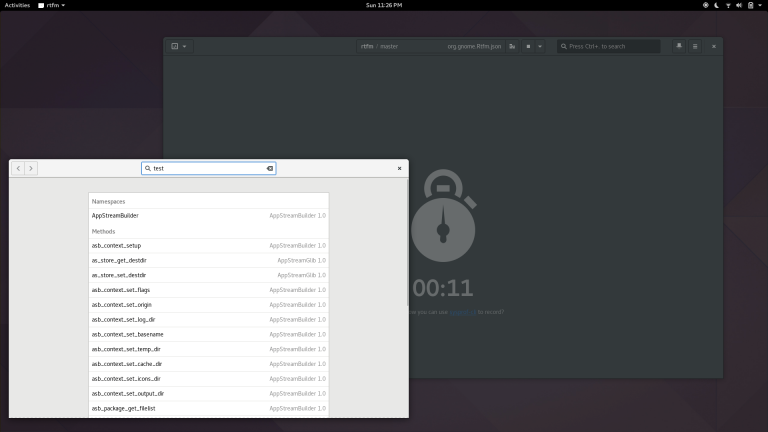 Activities
rtfm
Sun 11:26 PM
rtfm
master
org.gnome.Rtfm.json
Press Ctrl+. to search
test
Namespaces
AppStreamBuilder AppStreamBuilder 1.0
Methods
asb_context_setup AppStreamBuilder 1.0
as_store_get_destdir AppStreamGlib 1.0
as_store_set_destdir AppStreamGlib 1.0
asb_context_set_flags AppStreamBuilder 1.0
asb_context_set_origin AppStreamBuilder 1.0
asb_context_set_log_dir AppStreamBuilder 1.0
asb_context_set_basename AppStreamBuilder 1.0
asb_context_set_temp_dir AppStreamBuilder 1.0
asb_context_set_cache_dir AppStreamBuilder 1.0
asb_context_set_icons_dir AppStreamBuilder 1.0
asb_context_set_output_dir AppStreamBuilder 1.0
asb_package_get_filelist AppStreamBuilder 1.0
00:11
you can use to record?